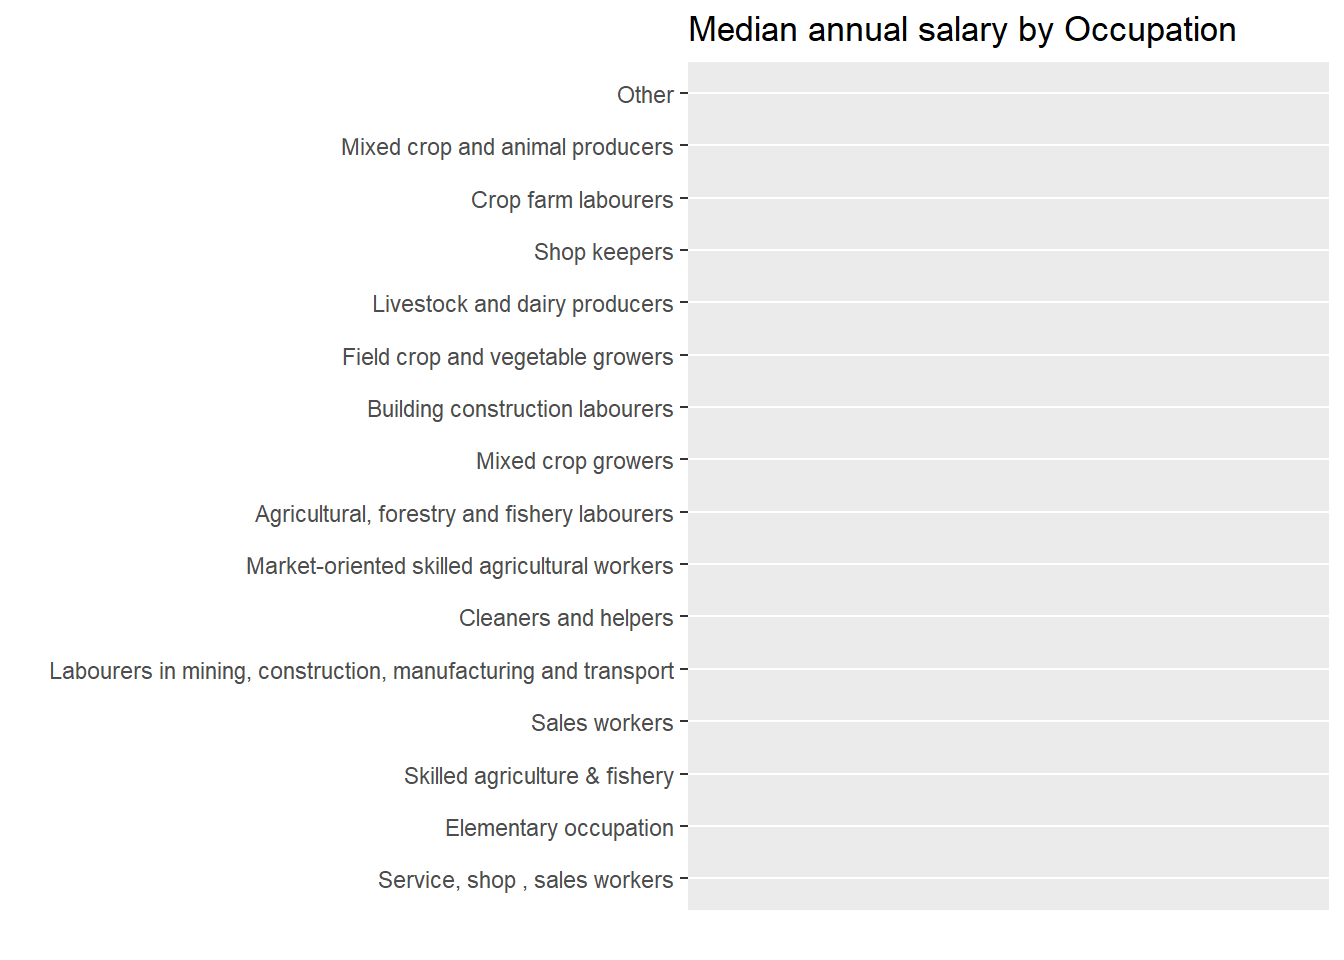 Median annual salary by Occupation
Other
Mixed crop and animal producers
Crop farm labourers
Shop keepers
Livestock and dairy producers
Field crop and vegetable growers
Building construction labourers
Mixed crop growers
Agricultural, forestry and fishery labourers
Market-oriented skilled agricultural workers
Cleaners and helpers
Labourers in mining, construction, manufacturing and transport
Sales workers
Skilled agriculture & fishery
Elementary occupation
Service, shop , sales workers